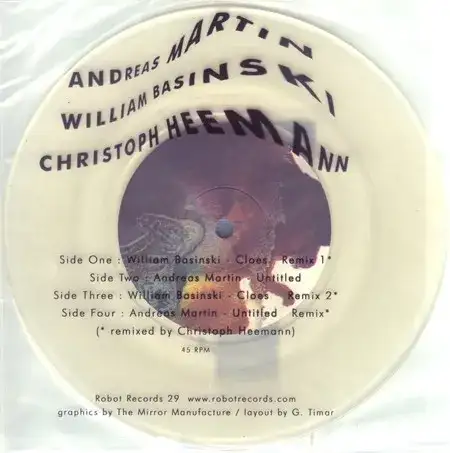 ANDREAS MARTIN
WILLIAM BASINSKI
CHRISTOPH HEEMANN
Side One : William Basinski - Claes Remix 1*
Side Two : Andreas Martin - Untitled
Side Three : William Basinski - Claes Remix 2*
Side Four : Andreas Martin - Untitled Remix*
(* remixed by Christoph Heemann)
45 RPM
Robot Records 29 www.robotrecords.com
graphics by The Mirror Manufacture / layout by G. Timar